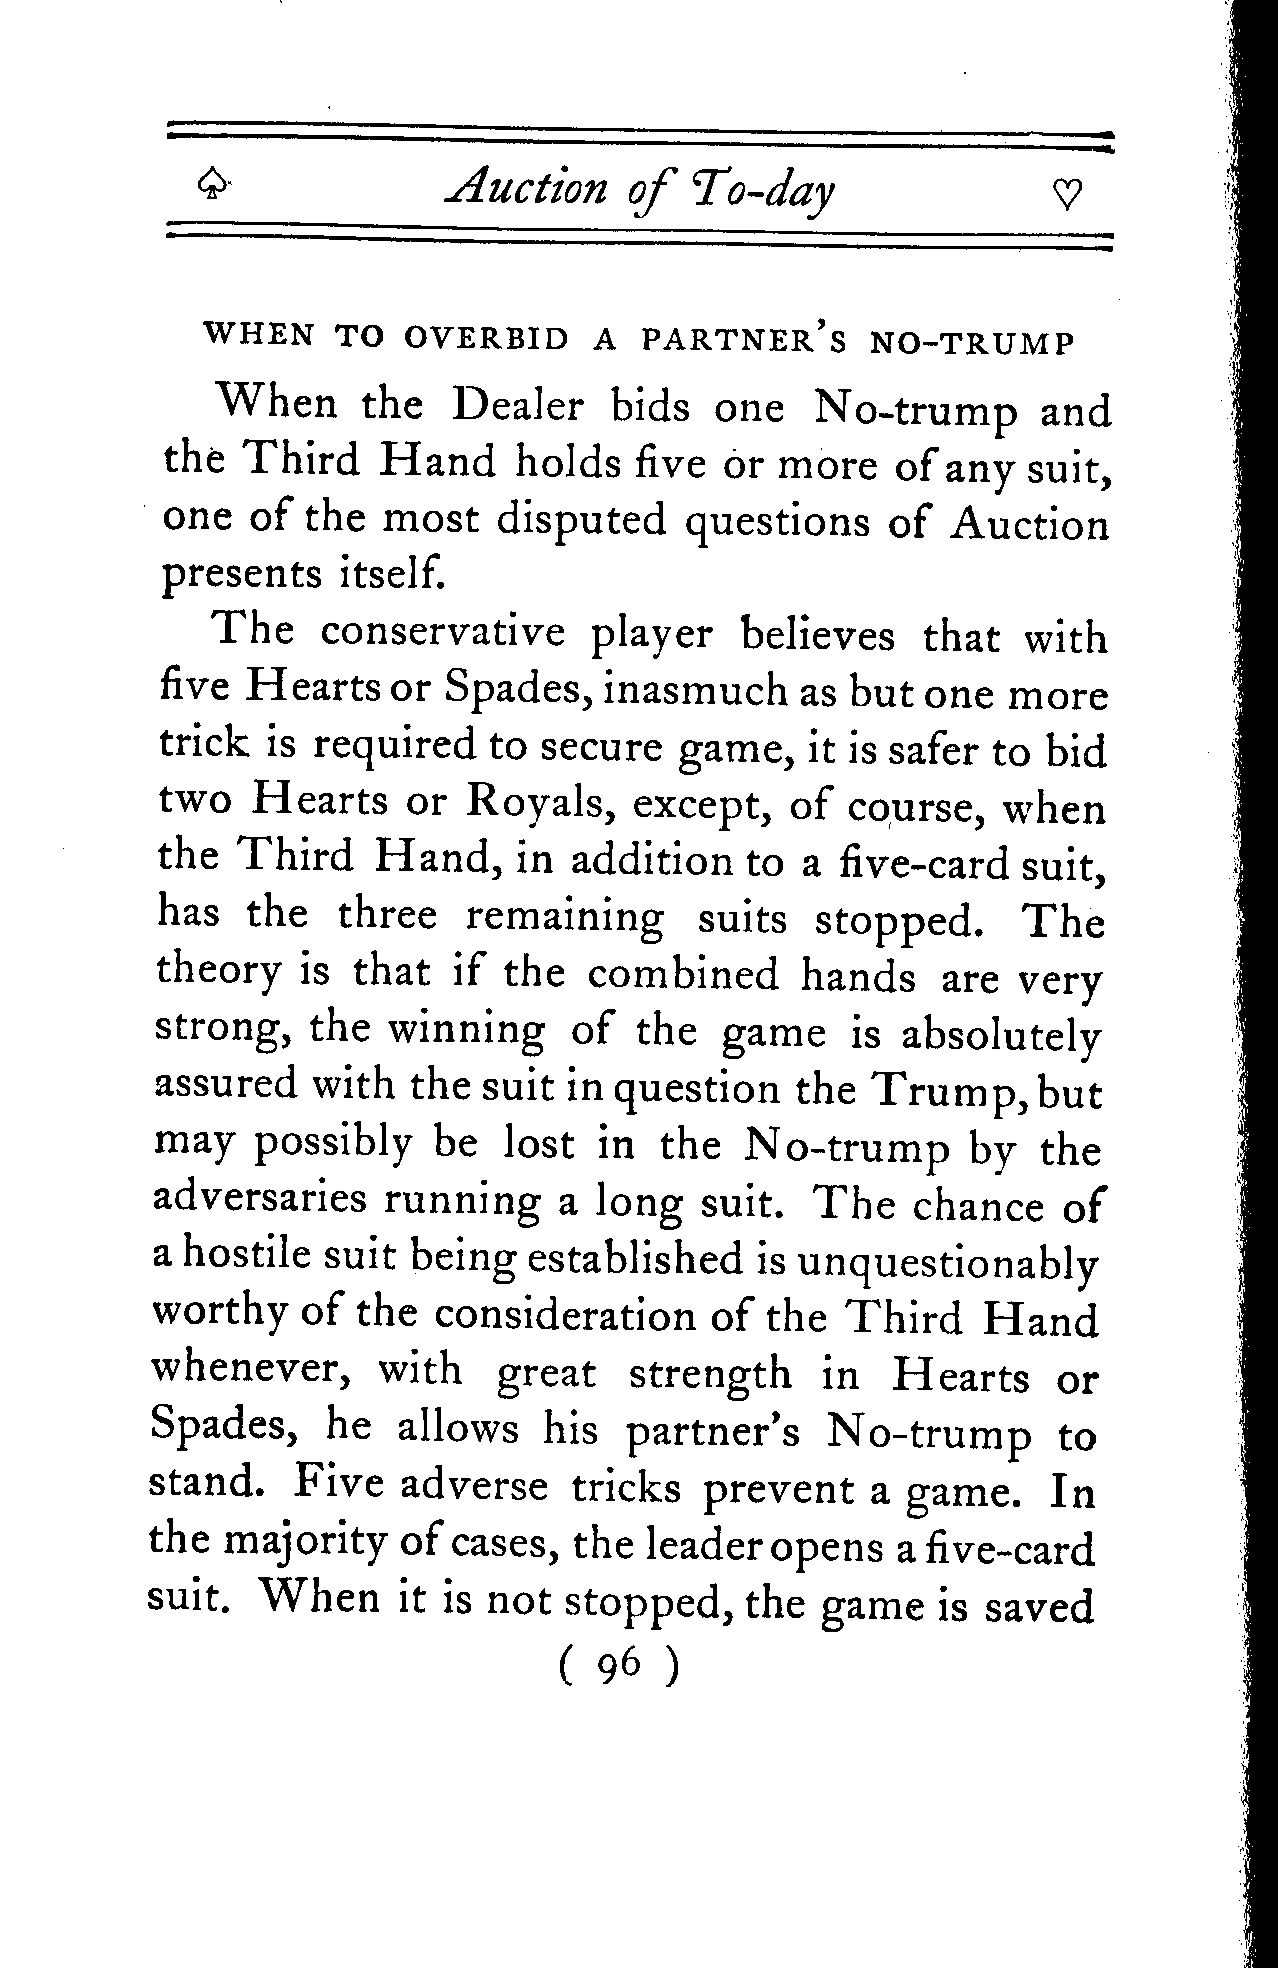 ♤ Auction of To-day ♡
WHEN TO OVERBID A PARTNER'S NO-TRUMP
When the Dealer bids one No-trump and
the Third Hand holds five or more of any suit,
one of the most disputed questions of Auction
presents itself.
The conservative player believes that with
five Hearts or Spades, inasmuch as but one more
trick is required to secure game, it is safer to bid
two Hearts or Royals, except, of course, when
the Third Hand, in addition to a five-card suit,
has the three remaining suits stopped. The
theory is that if the combined hands are very
strong, the winning of the game is absolutely
assured with the suit in question the Trump, but
may possibly be lost in the No-trump by the
adversaries running a long suit. The chance of
a hostile suit being established is unquestionably
worthy of the consideration of the Third Hand
whenever, with great strength in Hearts or
Spades, he allows his partner's No-trump to
stand. Five adverse tricks prevent a game. In
the majority of cases, the leader opens a five-card
suit. When it is not stopped, the game is saved
( 96 )